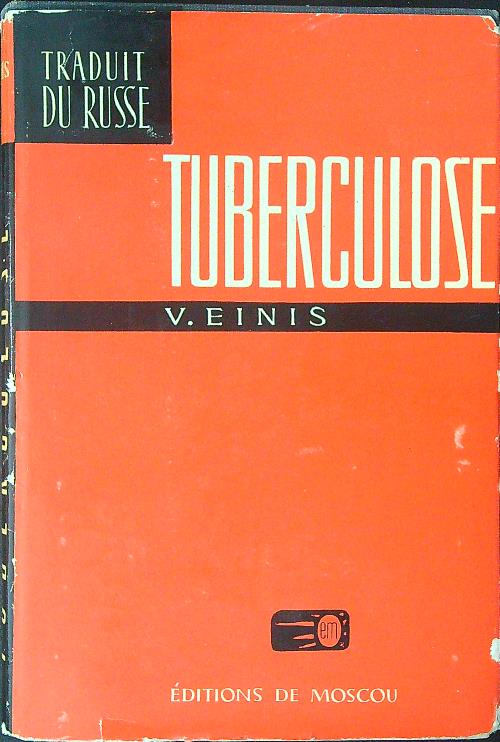 TRADUIT
DU RUSSE
TUBERCULOSE
V. EINIS
em
ÉDITIONS DE MOSCOU